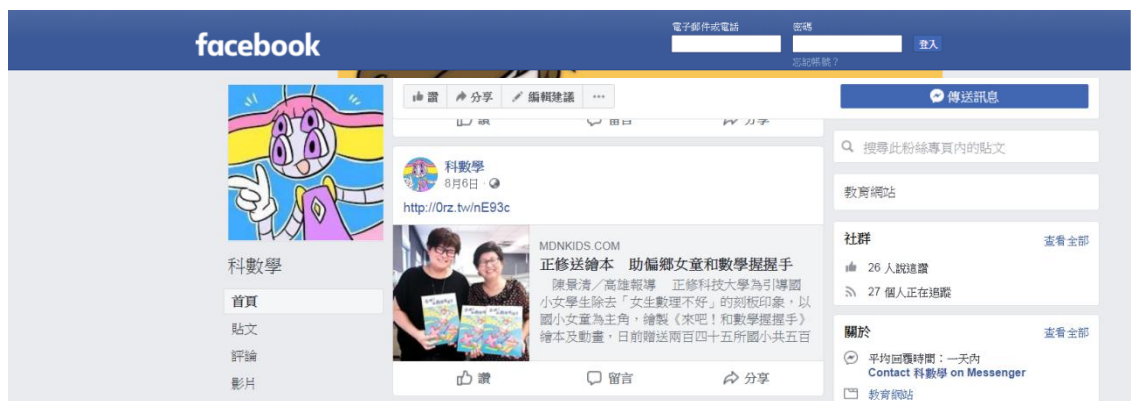 facebook
電子郵件或電話
密碼
登入
忘記帳號？
讚 分享 編輯建議 ...
傳送訊息
讚 留言 分享
搜尋此粉絲專頁內的貼文
科數學
8月6日
http://0rz.tw/nE93c
教育網站
MDNKIDS.COM
正修送繪本 助偏鄉女童和數學握握手
陳景清／高雄報導 正修科技大學為引導國
小女學生除去「女生數理不好」的刻板印象，以
國小女童為主角，繪製《來吧！和數學握握手》
繪本及動畫，日前贈送兩百四十五所國小共五百
讚 留言 分享
科數學
首頁
貼文
評論
影片
社群 查看全部
26 人說這讚
27 個人正在追蹤
關於 查看全部
平均回覆時間：一天內
Contact 科數學 on Messenger
教育網站